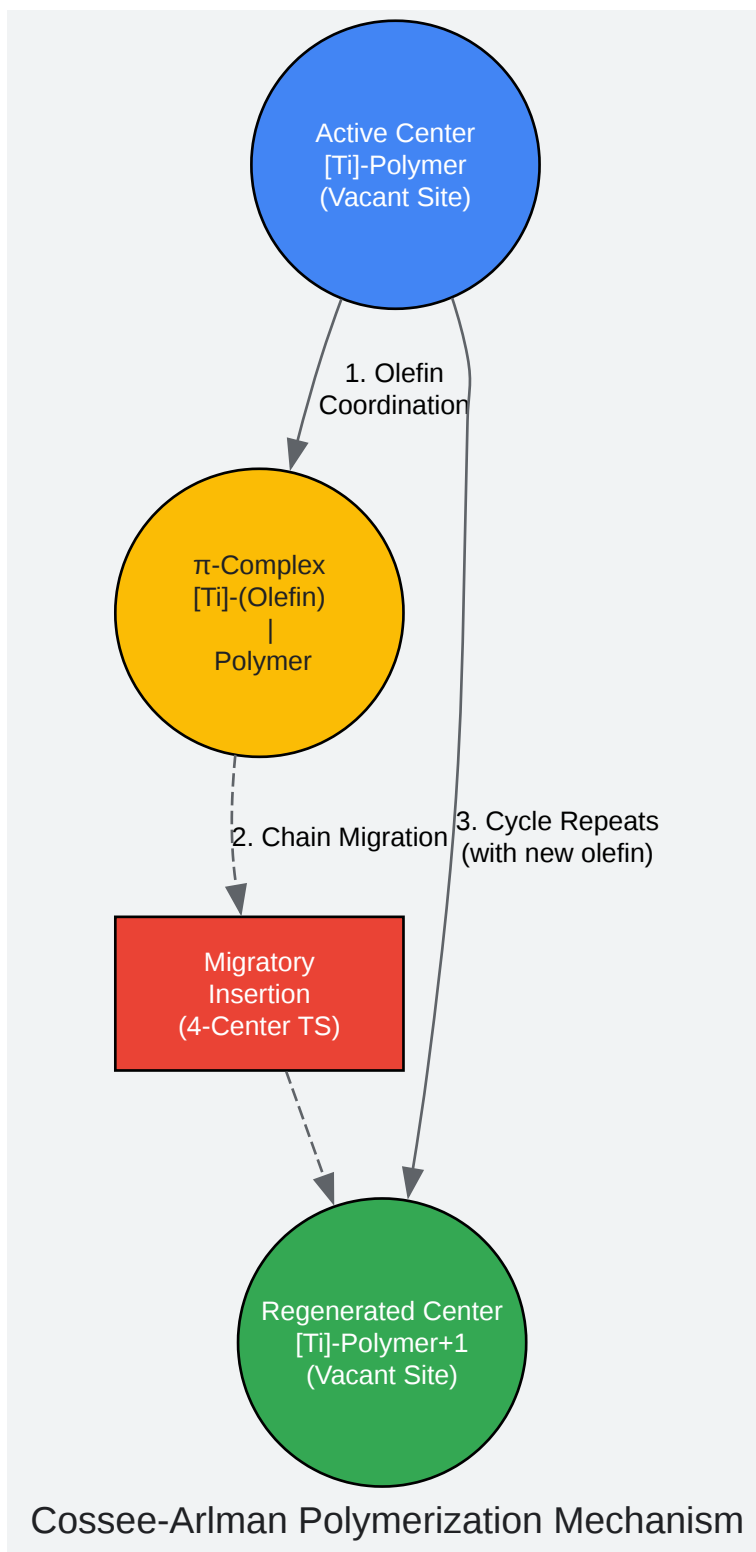 Active Center
[Ti]-Polymer
(Vacant Site)
1. Olefin
Coordination
π-Complex
[Ti]-(Olefin)
|
Polymer
2. Chain Migration
3. Cycle Repeats
(with new olefin)
Migratory
Insertion
(4-Center TS)
Regenerated Center
[Ti]-Polymer+1
(Vacant Site)
Cossee-Arlman Polymerization Mechanism